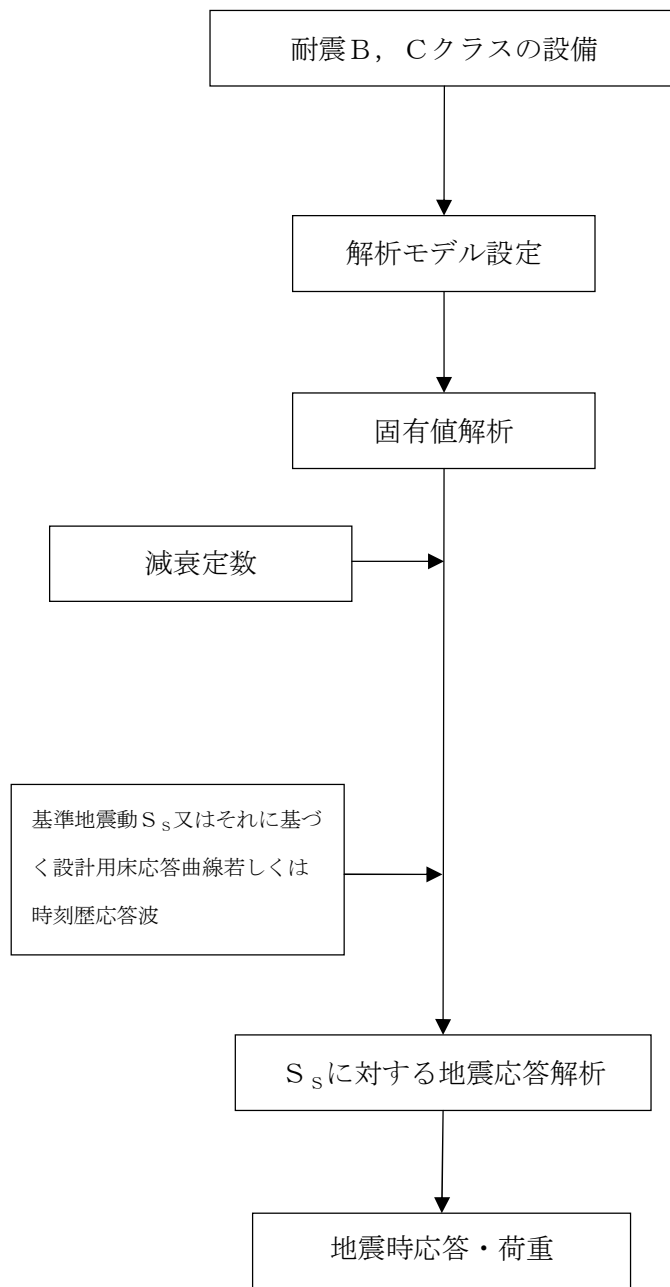 耐震Ｂ，Ｃクラスの設備
解析モデル設定
固有値解析
減衰定数
基準地震動Ｓｓ又はそれに基づ
く設計用床応答曲線若しくは
時刻歴応答波
Ｓｓに対する地震応答解析
地震時応答・荷重